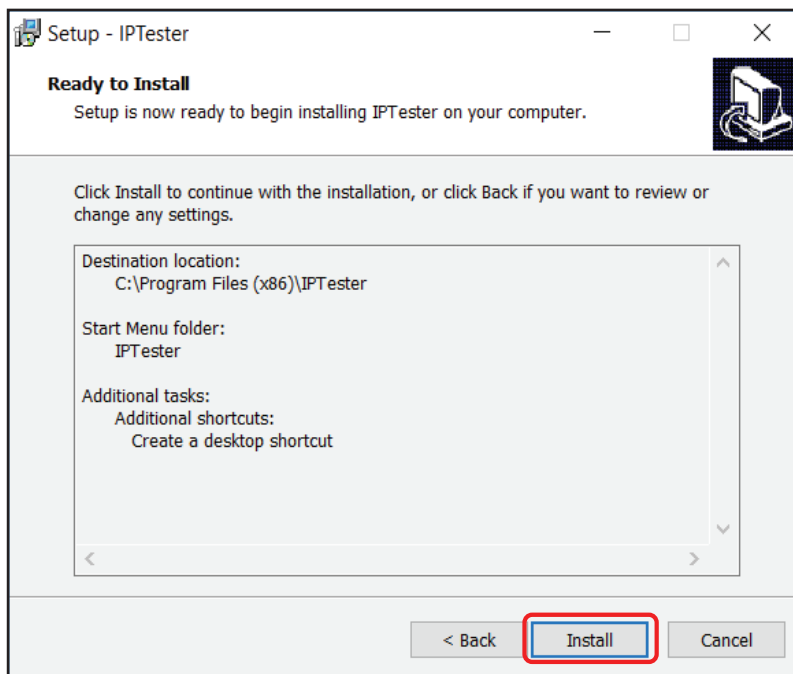 Setup - IPTester
Ready to Install
Setup is now ready to begin installing IPTester on your computer.
Click Install to continue with the installation, or click Back if you want to review or
change any settings.
Destination location:
C:\Program Files (x86)\IPTester
Start Menu folder:
IPTester
Additional tasks:
Additional shortcuts:
Create a desktop shortcut
< Back
Install
Cancel